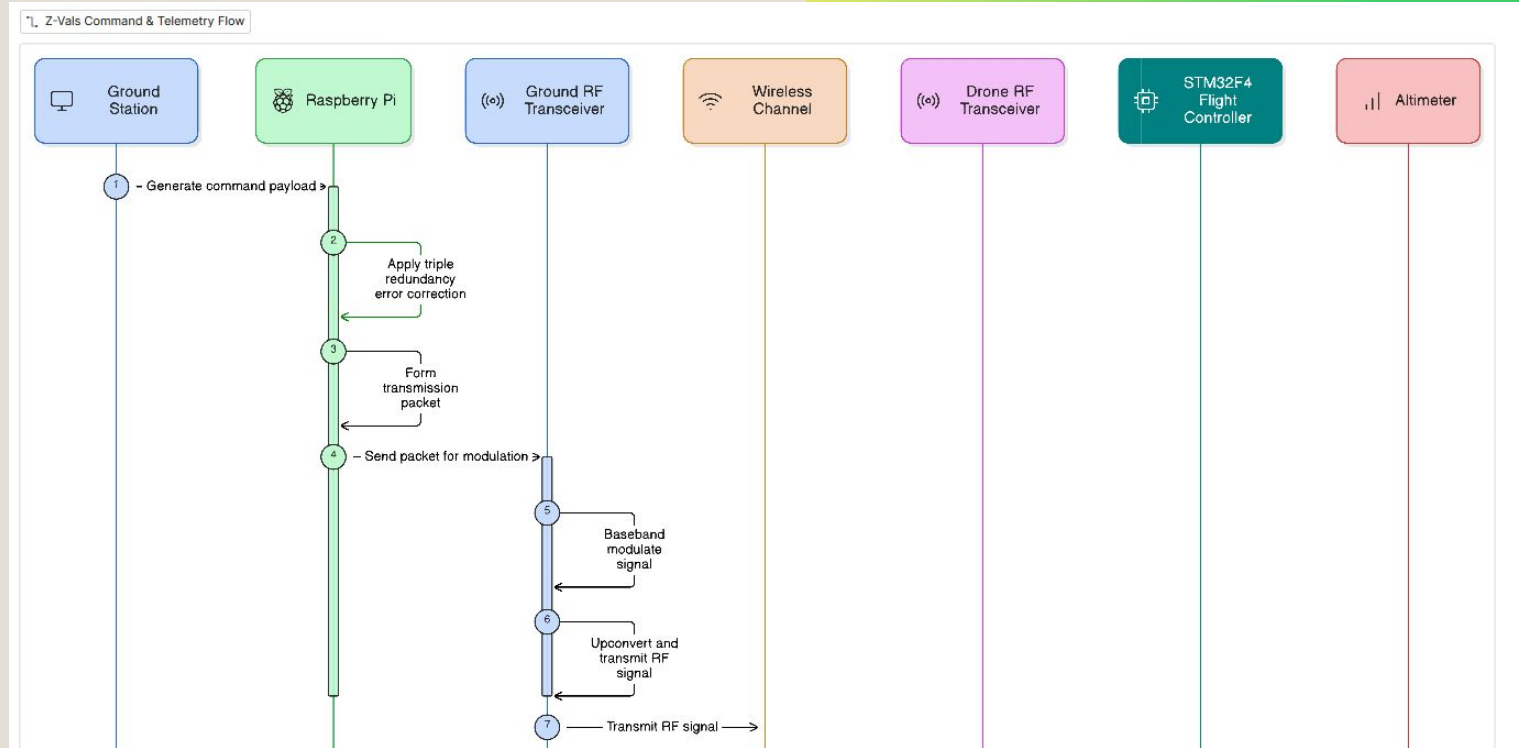 Z-Vals Command & Telemetry Flow
Ground
Station
Raspberry Pi
Ground RF
Transceiver
Wireless
Channel
Drone RF
Transceiver
STM32F4
Flight
Controller
Altimeter
1
Generate command payload
2
Apply triple
redundancy
error correction
3
Form
transmission
packet
4
Send packet for modulation
5
Baseband
modulate
signal
6
Upconvert and
transmit RF
signal
7
Transmit RF signal